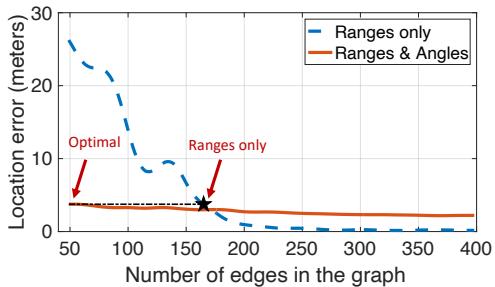 30
20
10
0
Location error (meters)
Ranges only
Ranges & Angles
Optimal
Ranges only
50 100 150 200 250 300 350 400
Number of edges in the graph